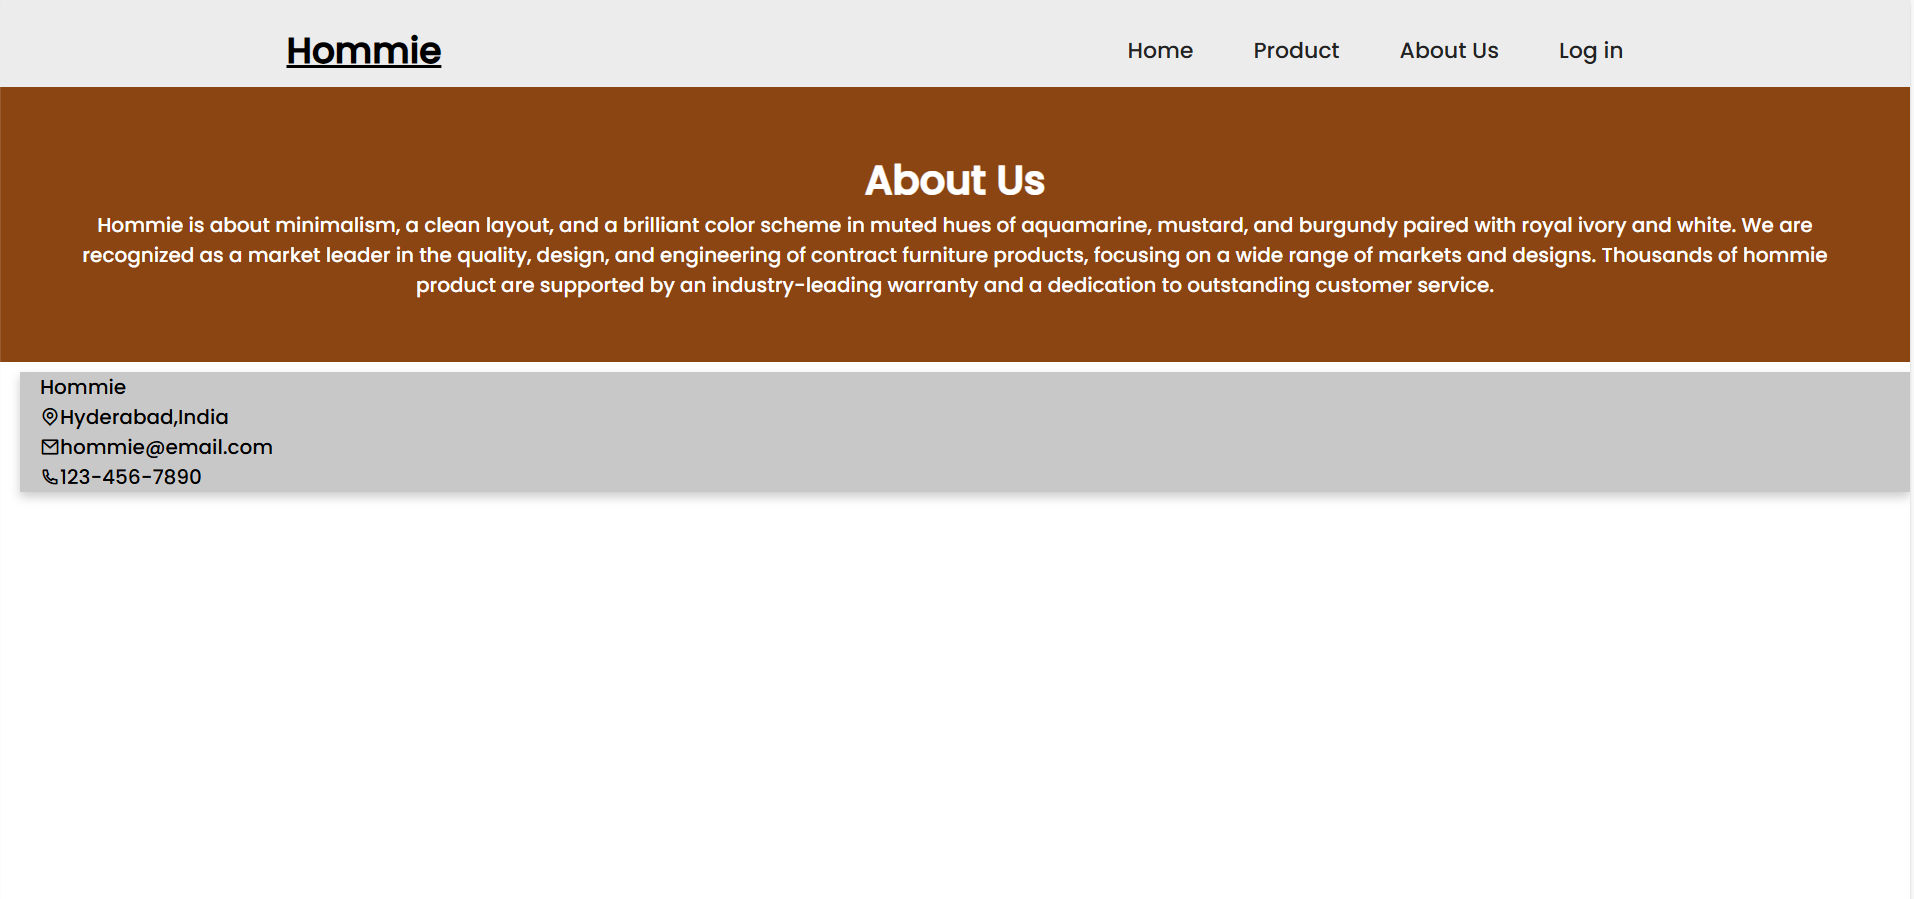 Hommie
Home Product About Us Log in
About Us
Hommie is about minimalism, a clean layout, and a brilliant color scheme in muted hues of aquamarine, mustard, and burgundy paired with royal ivory and white. We are
recognized as a market leader in the quality, design, and engineering of contract furniture products, focusing on a wide range of markets and designs. Thousands of hommie
product are supported by an industry-leading warranty and a dedication to outstanding customer service.
Hommie
Hyderabad,India
hommie@email.com
123-456-7890